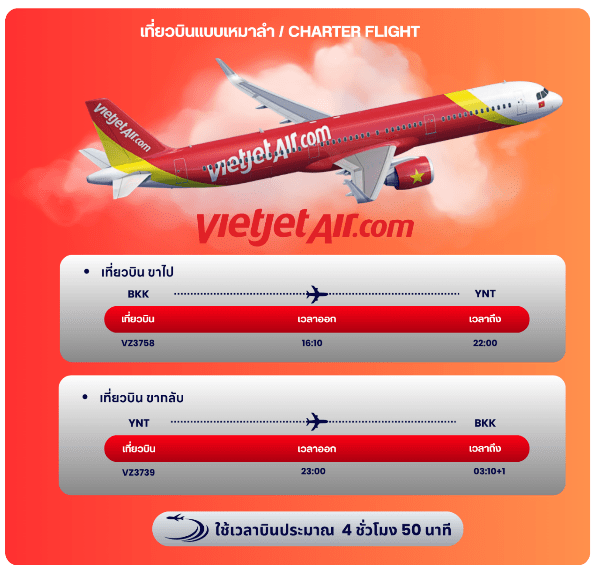 เที่ยวบินแบบเหมาลำ / CHARTER FLIGHT
vietjetAir.com
vietjetAir.com
vietjetAir.com
• เที่ยวบิน ขาไป
BKK YNT
เที่ยวบิน เวลาออก เวลาถึง
VZ3758 16:10 22:00
• เที่ยวบิน ขากลับ
YNT BKK
เที่ยวบิน เวลาออก เวลาถึง
VZ3739 23:00 03:10+1
ใช้เวลาบินประมาณ 4 ชั่วโมง 50 นาที